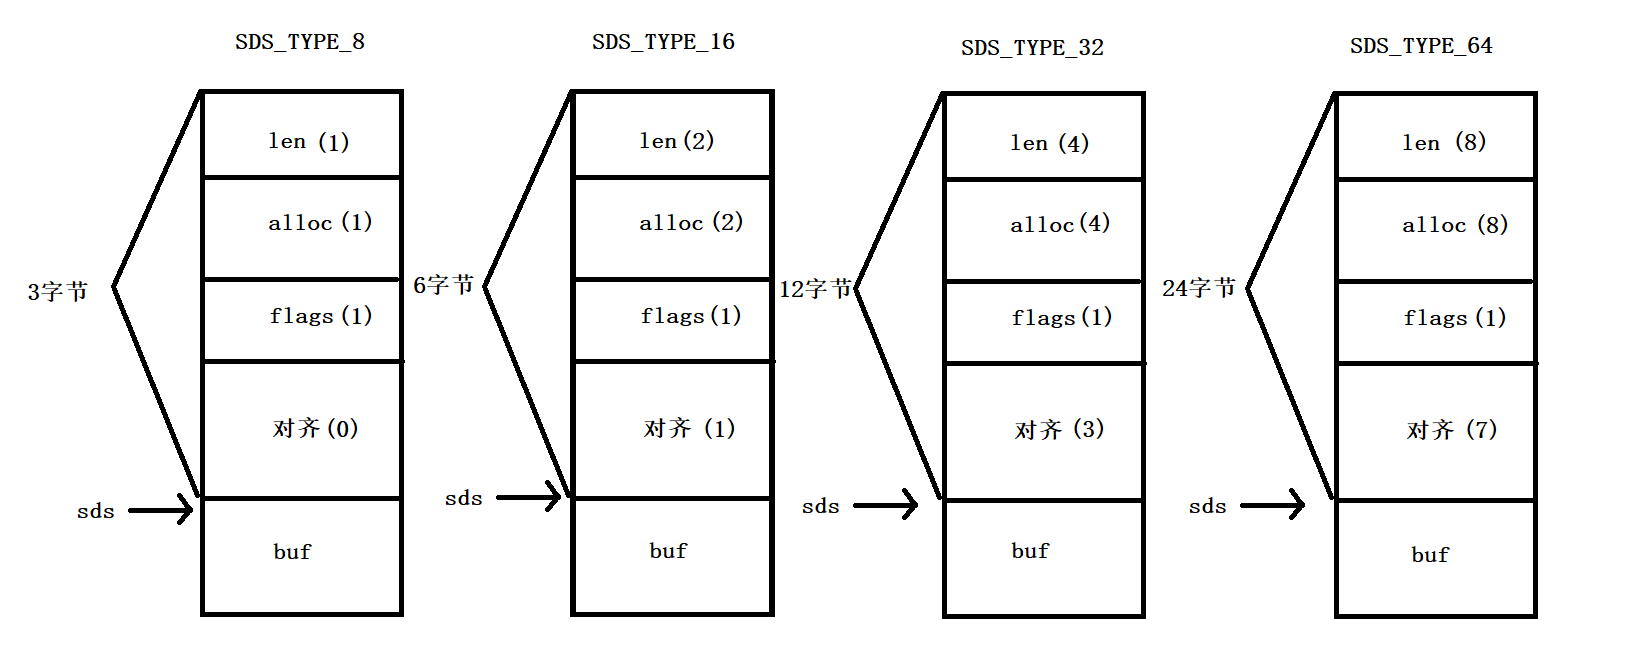 SDS_TYPE_8
len (1)
alloc (1)
flags (1)
对齐 (0)
buf
3字节
sds
SDS_TYPE_16
len (2)
alloc (2)
flags (1)
对齐 (1)
buf
6字节
sds
SDS_TYPE_32
len (4)
alloc (4)
flags (1)
对齐 (3)
buf
12字节
sds
SDS_TYPE_64
len (8)
alloc (8)
flags (1)
对齐 (7)
buf
24字节
sds